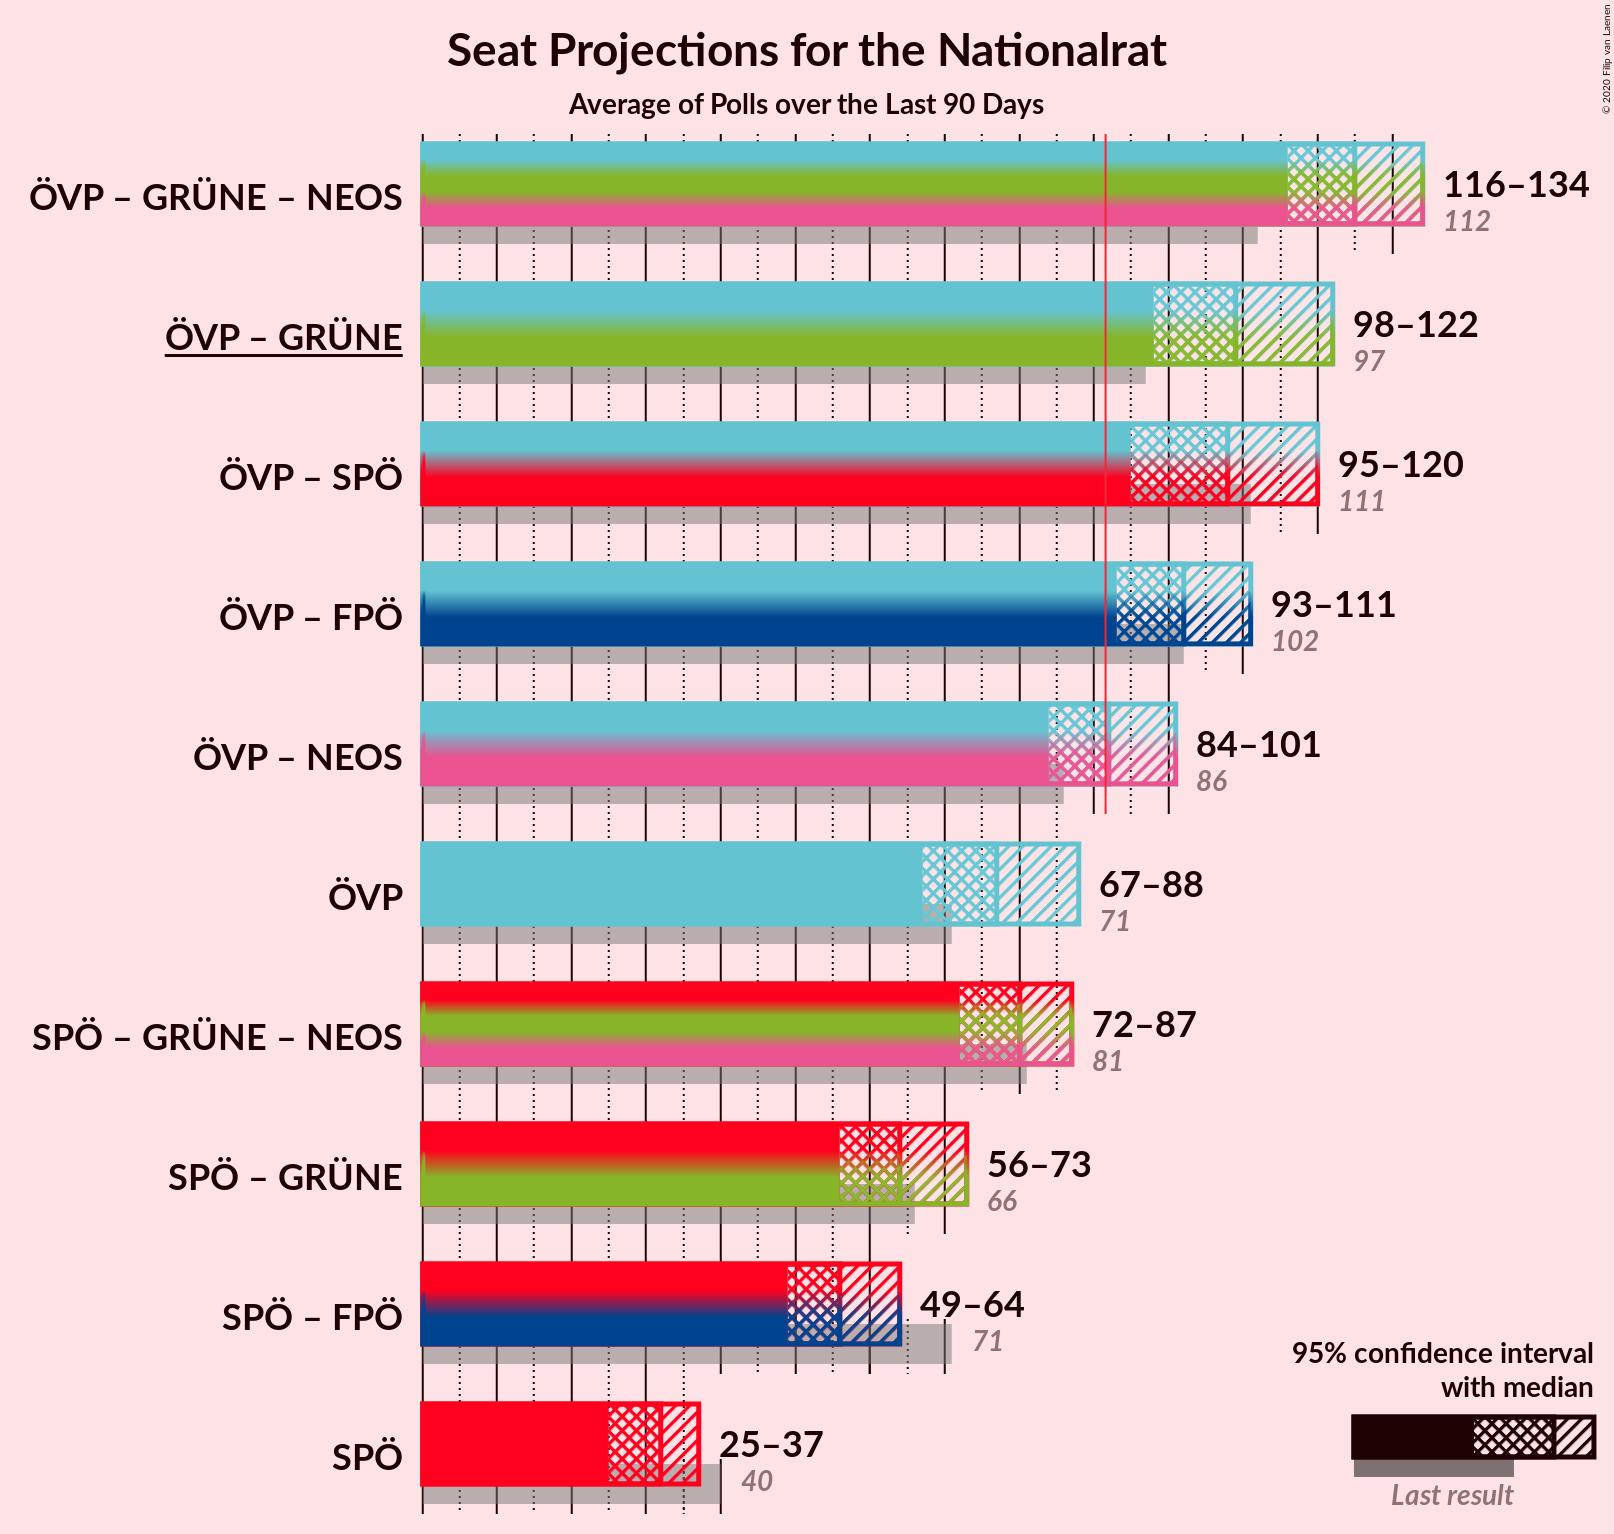 Seat Projections for the Nationalrat
Average of Polls over the Last 90 Days
© 2020 Filip van Laenen
ÖVP – GRÜNE – NEOS
116–134
112
ÖVP – GRÜNE
98–122
97
ÖVP – SPÖ
95–120
111
ÖVP – FPÖ
93–111
102
ÖVP – NEOS
84–101
86
ÖVP
67–88
71
SPÖ – GRÜNE – NEOS
72–87
81
SPÖ – GRÜNE
56–73
66
SPÖ – FPÖ
49–64
71
SPÖ
25–37
40
95% confidence interval
with median
Last result